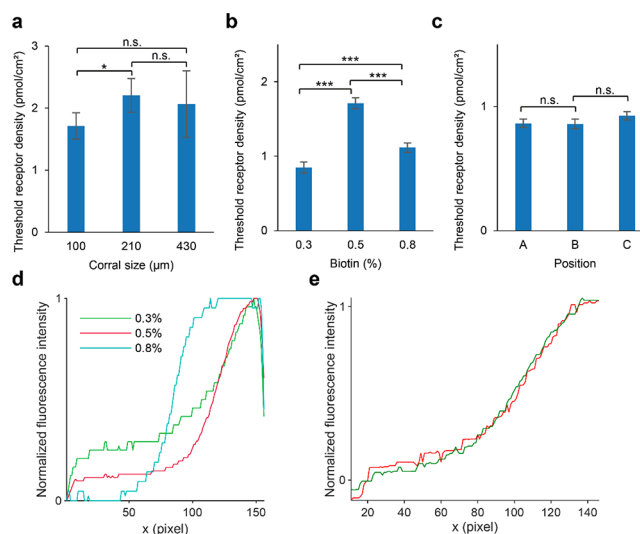 a
Threshold receptor density (pmol/cm²)
3
2
1
0
n.s.
*
n.s.
100 210 430
Corral size (µm)
b
Threshold receptor density (pmol/cm²)
2
1
0
***
***
***
0.3 0.5 0.8
Biotin (%)
c
Threshold receptor density (pmol/cm²)
1
0
n.s.
n.s.
A B C
Position
d
Normalized fluorescence intensity
1
0
0.3%
0.5%
0.8%
50 100 150
x (pixel)
e
Normalized fluorescence intensity
1
0
20 40 60 80 100 120 140
x (pixel)